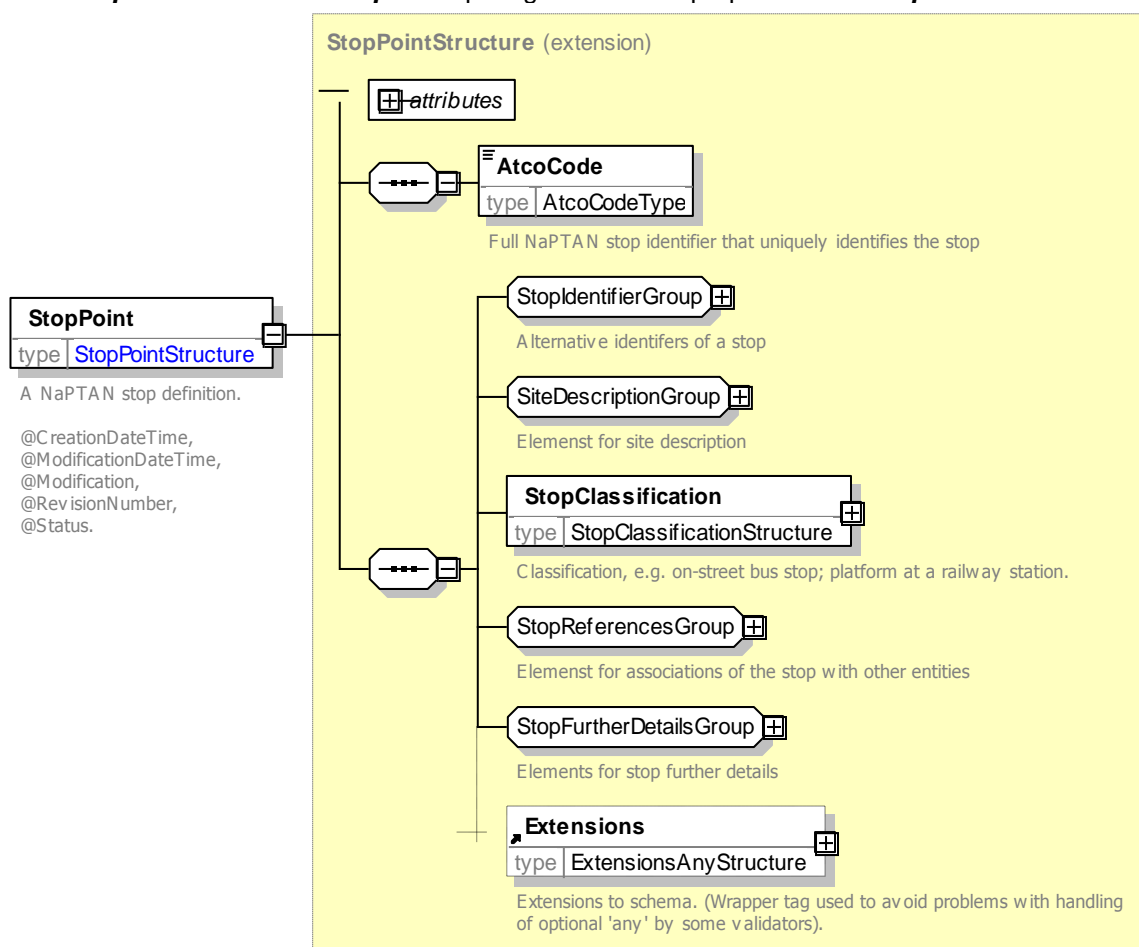 StopPointStructure (extension)
attributes
AtcoCode
type AtcoCodeType
Full NaPTAN stop identifier that uniquely identifies the stop
StopPoint
type StopPointStructure
A NaPTAN stop definition.
@CreationDateTime,
@ModificationDateTime,
@Modification,
@RevisionNumber,
@Status.
StopIdentifierGroup
Alternative identifers of a stop
SiteDescriptionGroup
Elemenst for site description
StopClassification
type StopClassificationStructure
Classification, e.g. on-street bus stop; platform at a railway station.
StopReferencesGroup
Elemenst for associations of the stop with other entities
StopFurtherDetailsGroup
Elements for stop further details
Extensions
type ExtensionsAnyStructure
Extensions to schema. (Wrapper tag used to avoid problems with handling
of optional 'any' by some validators).